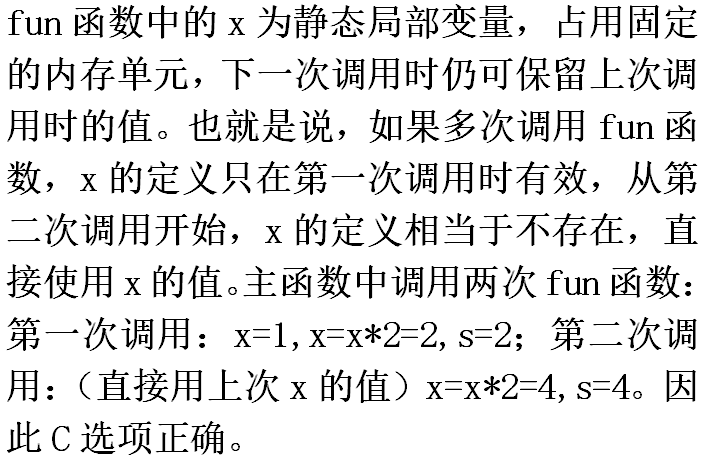 fun 函数中的 x 为静态局部变量，占用固定
的内存单元，下一次调用时仍可保留上次调
用时的值。也就是说，如果多次调用 fun 函
数，x 的定义只在第一次调用时有效，从第
二次调用开始，x 的定义相当于不存在，直
接使用 x 的值。主函数中调用两次 fun 函数：
第一次调用：x=1,x=x*2=2,s=2；第二次调
用：（直接用上次 x 的值）x=x*2=4,s=4。因
此 C 选项正确。